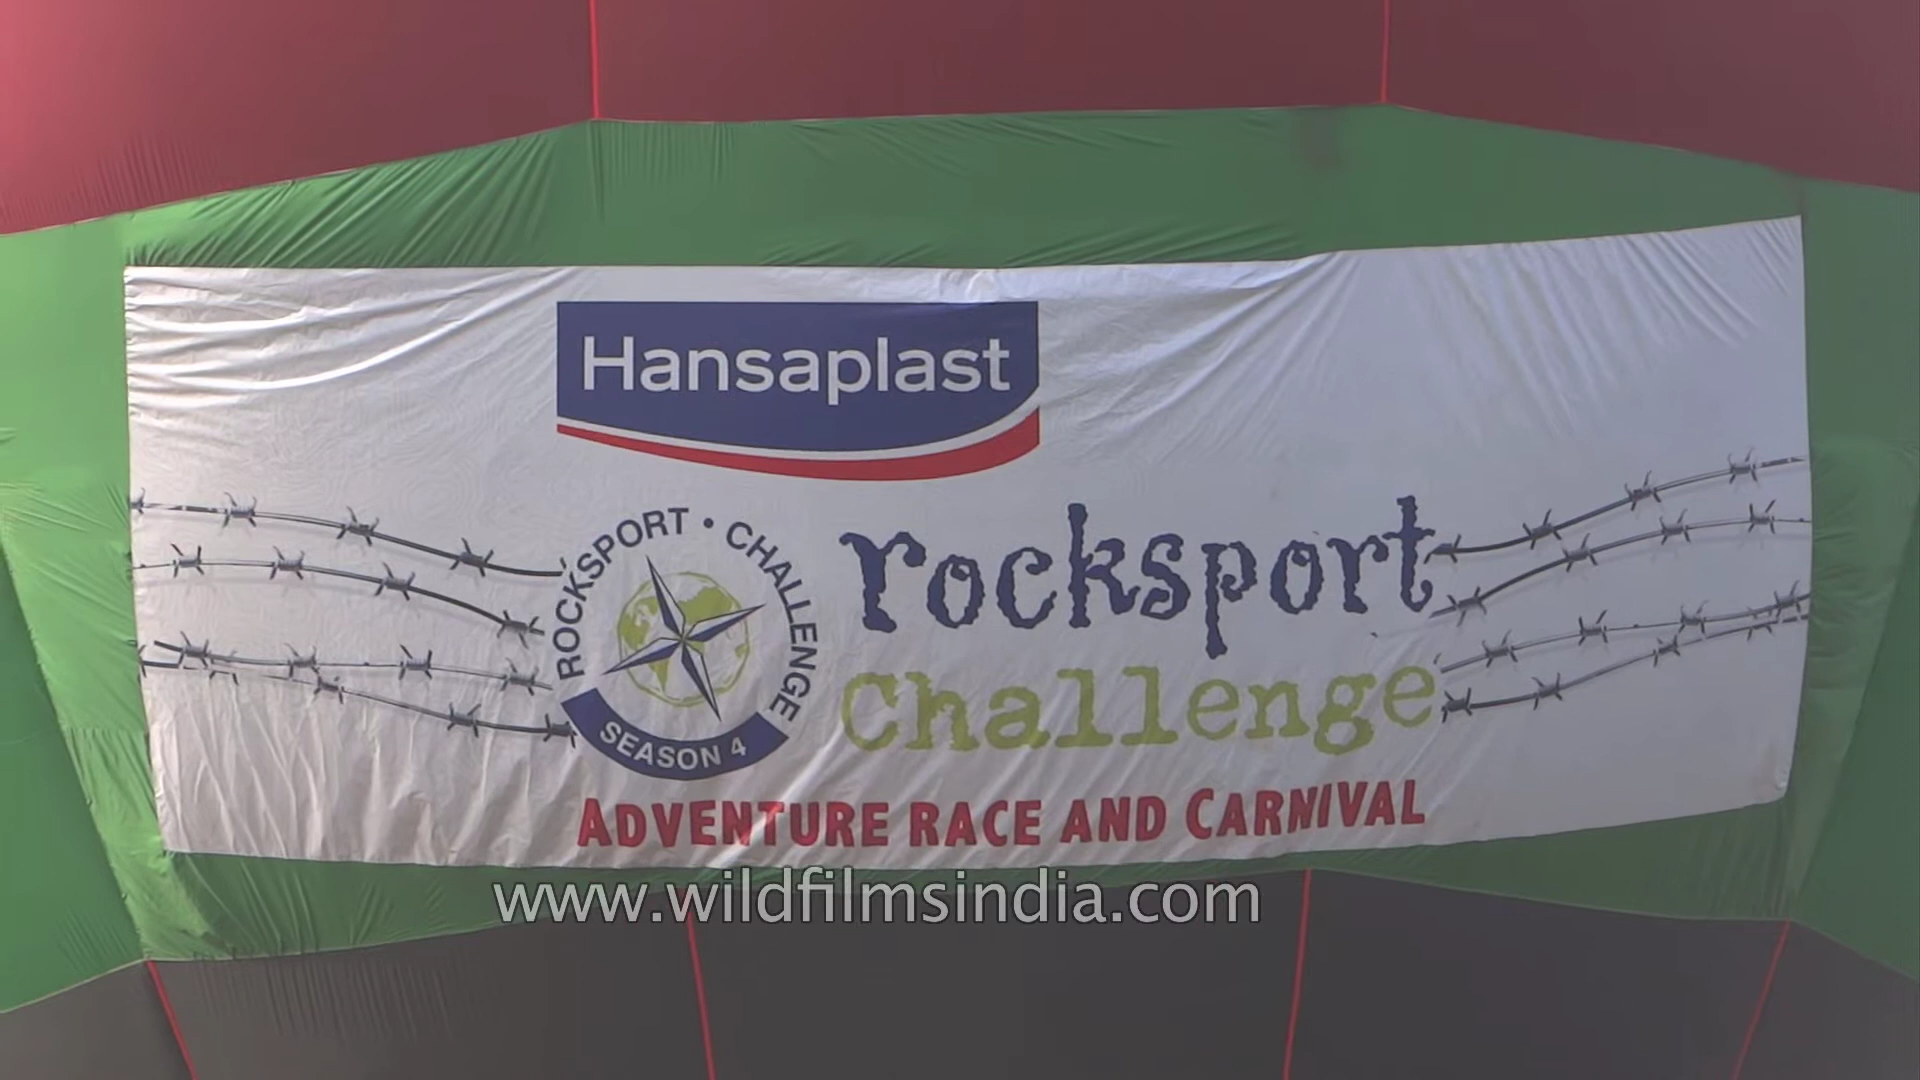 Hansaplast
ROCKSPORT • CHALLENGE
SEASON 4
rocksport
Challenge
ADVENTURE RACE AND CARNIVAL
www.wildfilmsindia.com